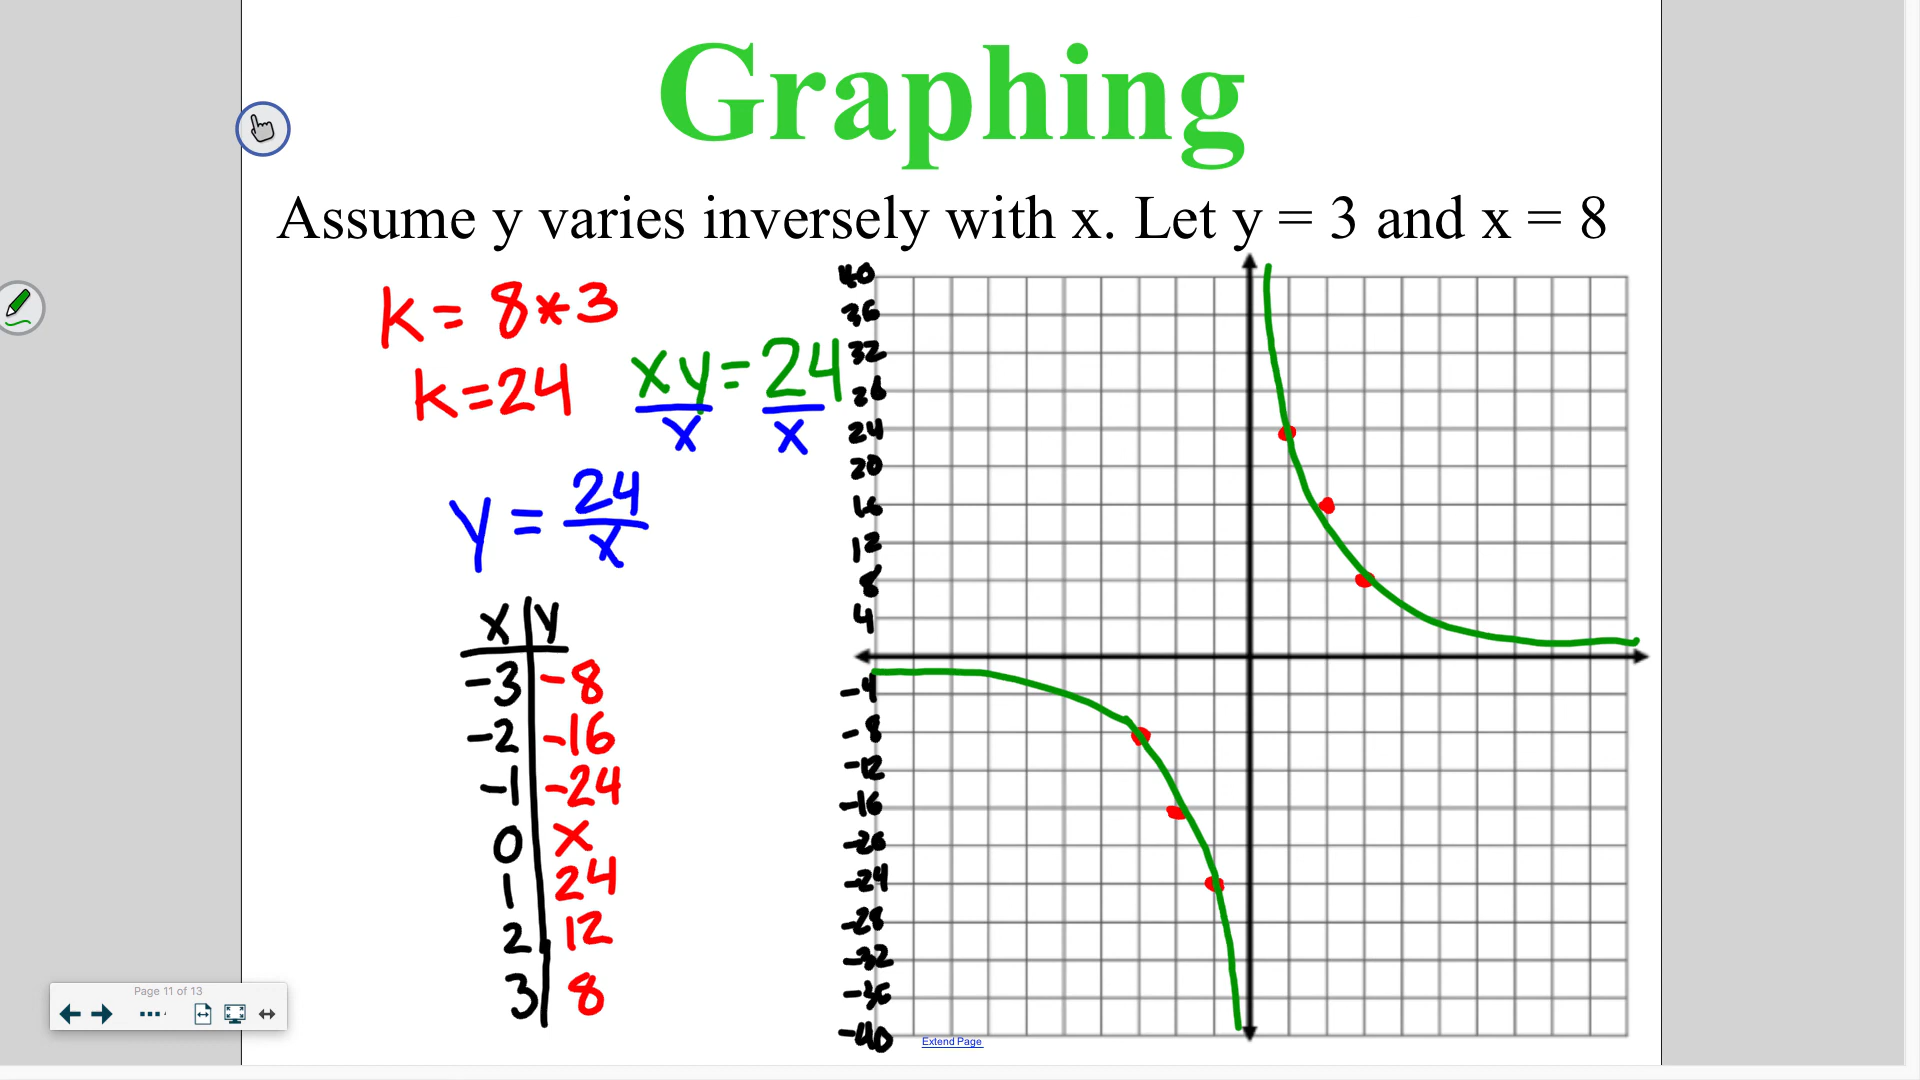 Graphing
Assume y varies inversely with x. Let y = 3 and x = 8
k = 8*3
k=24
xy = 24
x x
y = 24
x
x y
-3 -8
-2 -16
-1 -24
0 x
1 24
2 12
3 8
40
36
32
26
24
20
16
12
8
4
-4
-8
-12
-16
-26
-24
-28
-32
-36
-40
Page 11 of 13
Extend Page